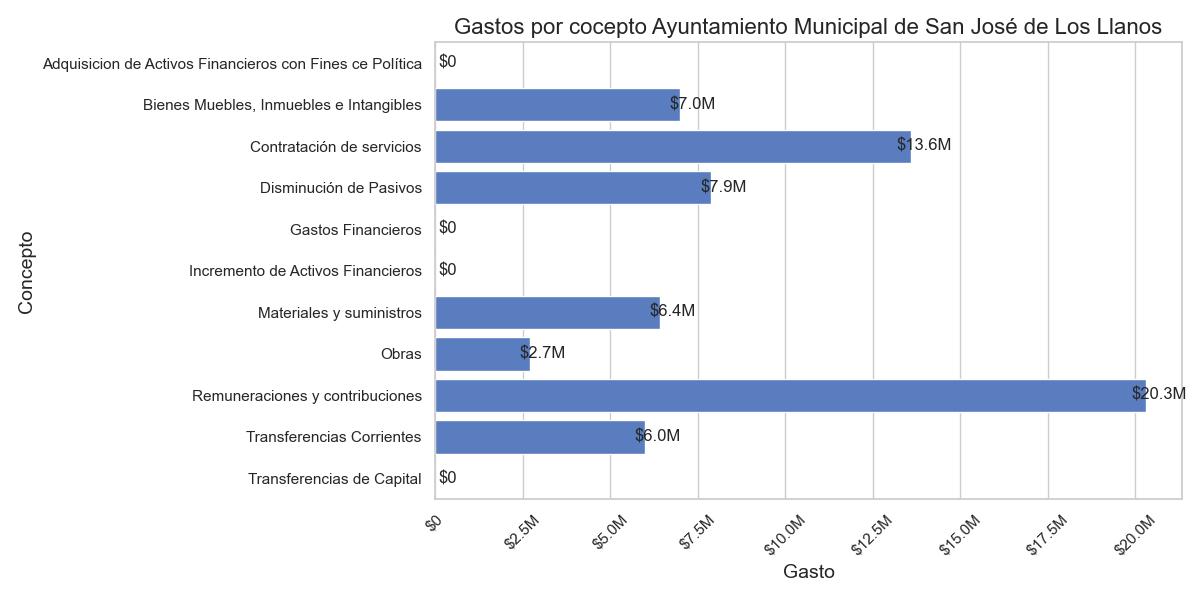 Gastos por cocepto Ayuntamiento Municipal de San José de Los Llanos
Adquisicion de Activos Financieros con Fines ce Política $0
Bienes Muebles, Inmuebles e Intangibles $7.0M
Contratación de servicios $13.6M
Disminución de Pasivos $7.9M
Gastos Financieros $0
Incremento de Activos Financieros $0
Materiales y suministros $6.4M
Obras $2.7M
Remuneraciones y contribuciones $20.3M
Transferencias Corrientes $6.0M
Transferencias de Capital $0
Concepto
$0 $2.5M $5.0M $7.5M $10.0M $12.5M $15.0M $17.5M $20.0M
Gasto